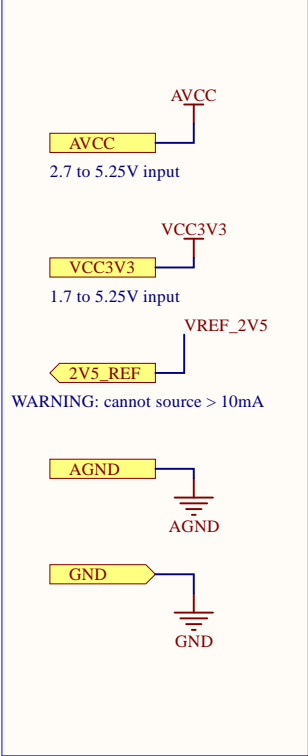 AVCC
AVCC
2.7 to 5.25V input
VCC3V3
VCC3V3
1.7 to 5.25V input
VREF_2V5
2V5_REF
WARNING: cannot source > 10mA
AGND
AGND
GND
GND